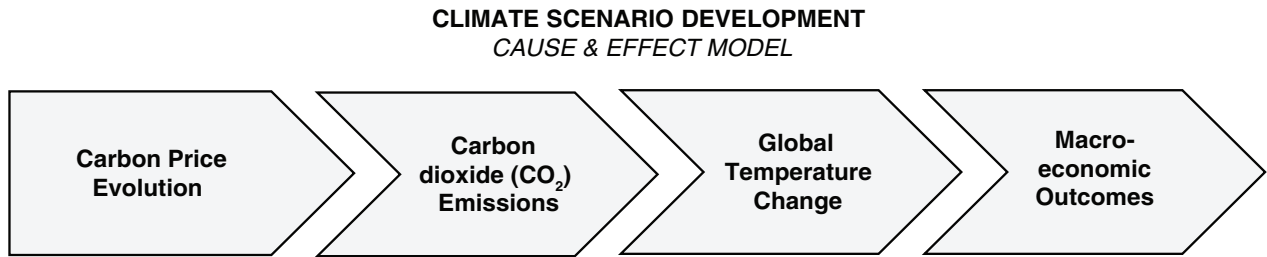 CLIMATE SCENARIO DEVELOPMENT
CAUSE & EFFECT MODEL
Carbon Price
Evolution
Carbon
dioxide (CO₂)
Emissions
Global
Temperature
Change
Macro-
economic
Outcomes